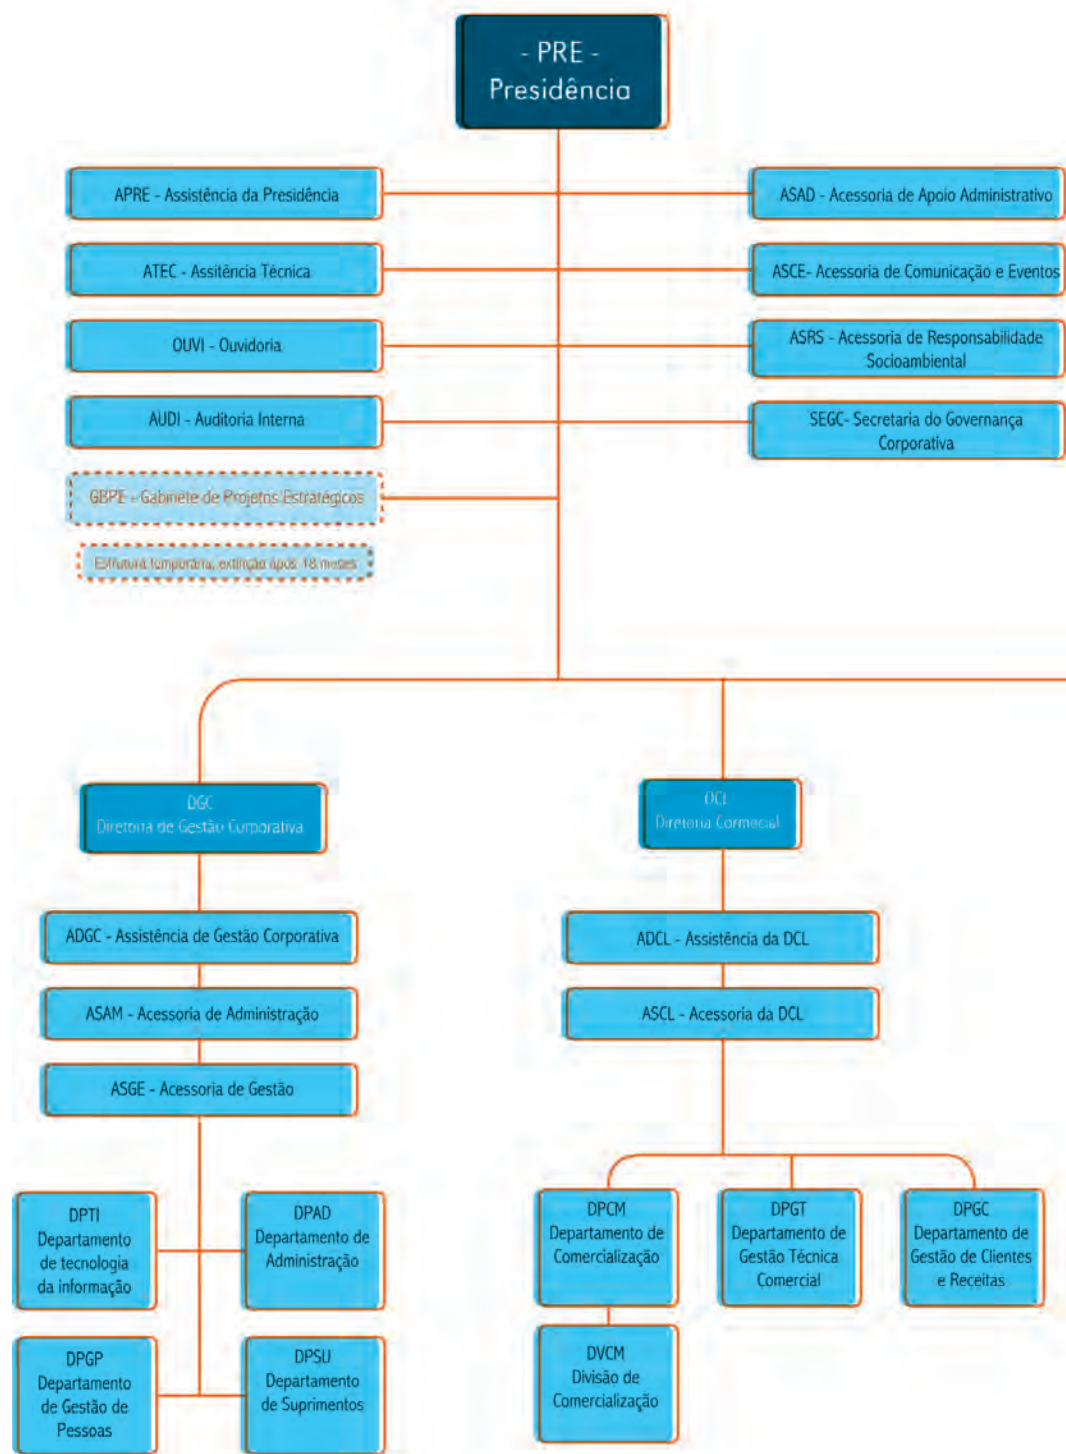 - PRE -
Presidência
APRE - Assistência da Presidência
ASAD - Acessoria de Apoio Administrativo
ATEC - Assitência Técnica
ASCE- Acessoria de Comunicação e Eventos
OUVI - Ouvidoria
ASRS - Acessoria de Responsabilidade
Socioambiental
AUDI - Auditoria Interna
SEGC- Secretaria do Governança
Corporativa
GBPE - Gabinete de Projetos Estratégicos
Estrutura temporária, extinção após 18 meses
DGC
Diretoria de Gestão Corporativa
DCL
Diretoria Cormecial
ADGC - Assistência de Gestão Corporativa
ADCL - Assistência da DCL
ASAM - Acessoria de Administração
ASCL - Acessoria da DCL
ASGE - Acessoria de Gestão
DPTI
Departamento
de tecnologia
da informação
DPAD
Departamento de
Administração
DPCM
Departamento de
Comercialização
DPGT
Departamento de
Gestão Técnica
Comercial
DPGC
Departamento de
Gestão de Clientes
e Receitas
DPGP
Departamento
de Gestão de
Pessoas
DPSU
Departamento
de Suprimentos
DVCM
Divisão de
Comercialização